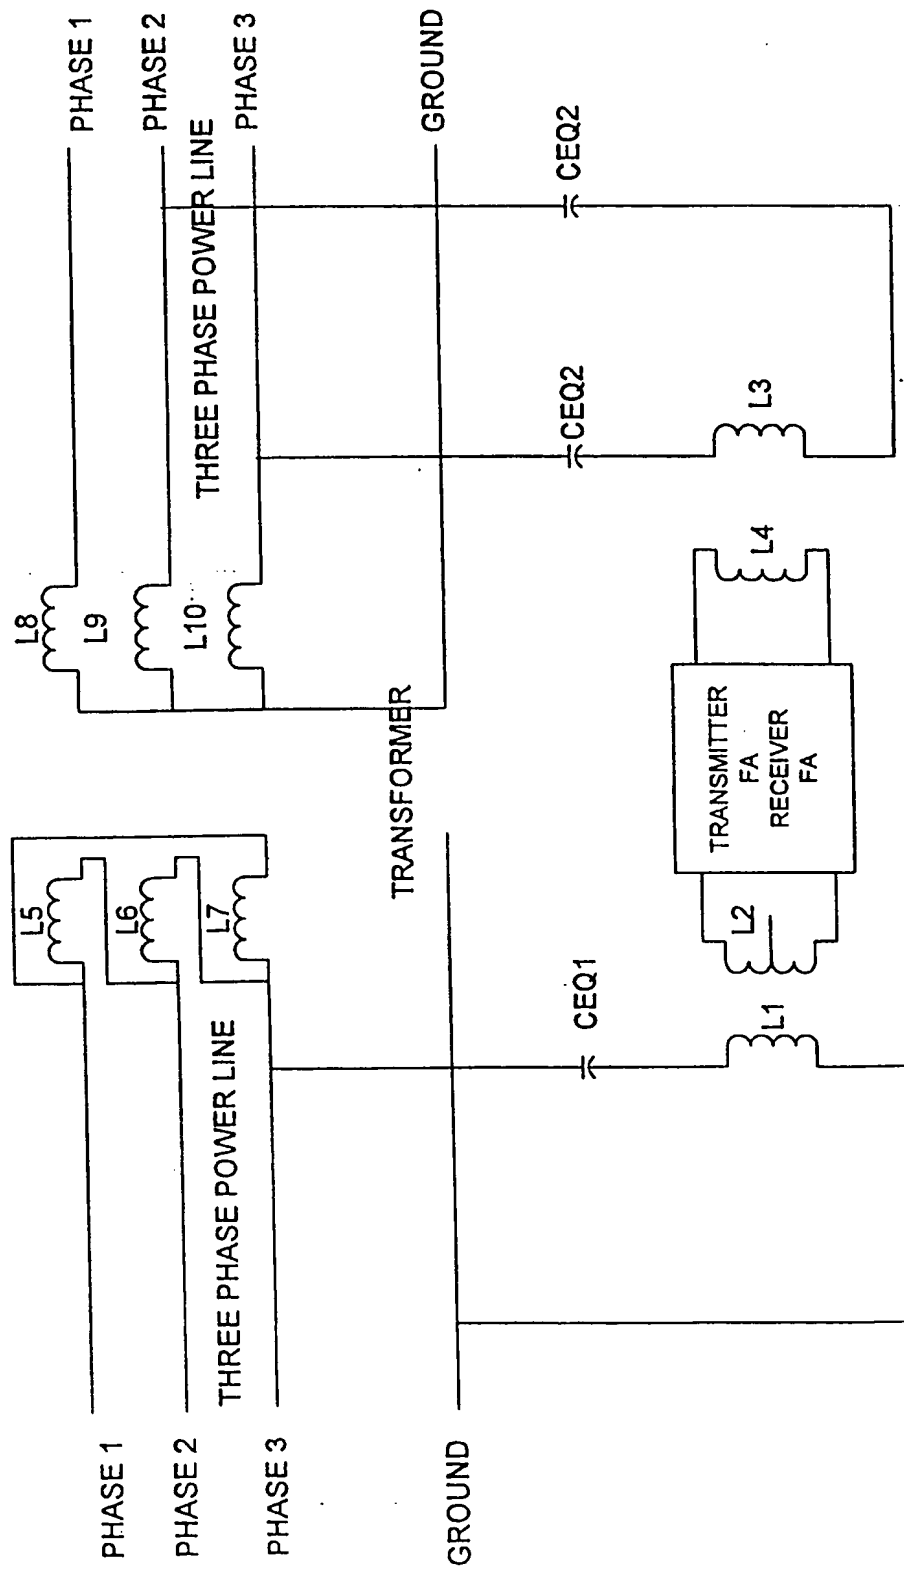 PHASE 1
PHASE 2
PHASE 3
GROUND
THREE PHASE POWER LINE
L5
L6
L7
TRANSFORMER
L8
L9
L10
THREE PHASE POWER LINE
PHASE 1
PHASE 2
PHASE 3
GROUND
CEQ1
L1
L2
TRANSMITTER
FA
RECEIVER
FA
L4
L3
CEQ2
CEQ2